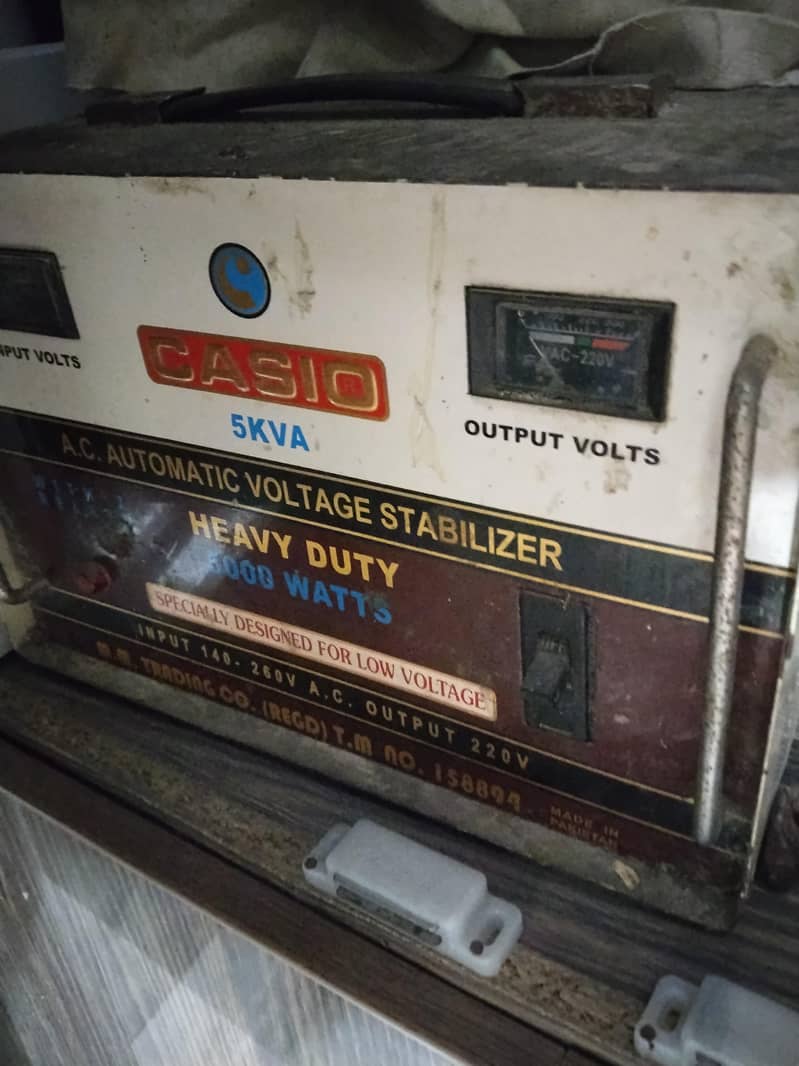 CASIO
5KVA
INPUT VOLTS
AC-220V
OUTPUT VOLTS
A.C. AUTOMATIC VOLTAGE STABILIZER
HEAVY DUTY
5000 WATTS
SPECIALLY DESIGNED FOR LOW VOLTAGE
INPUT 140-260V A.C. OUTPUT 220V
M.M. TRADING CO. (REGD) T.M NO. 158894
MADE IN
PAKISTAN